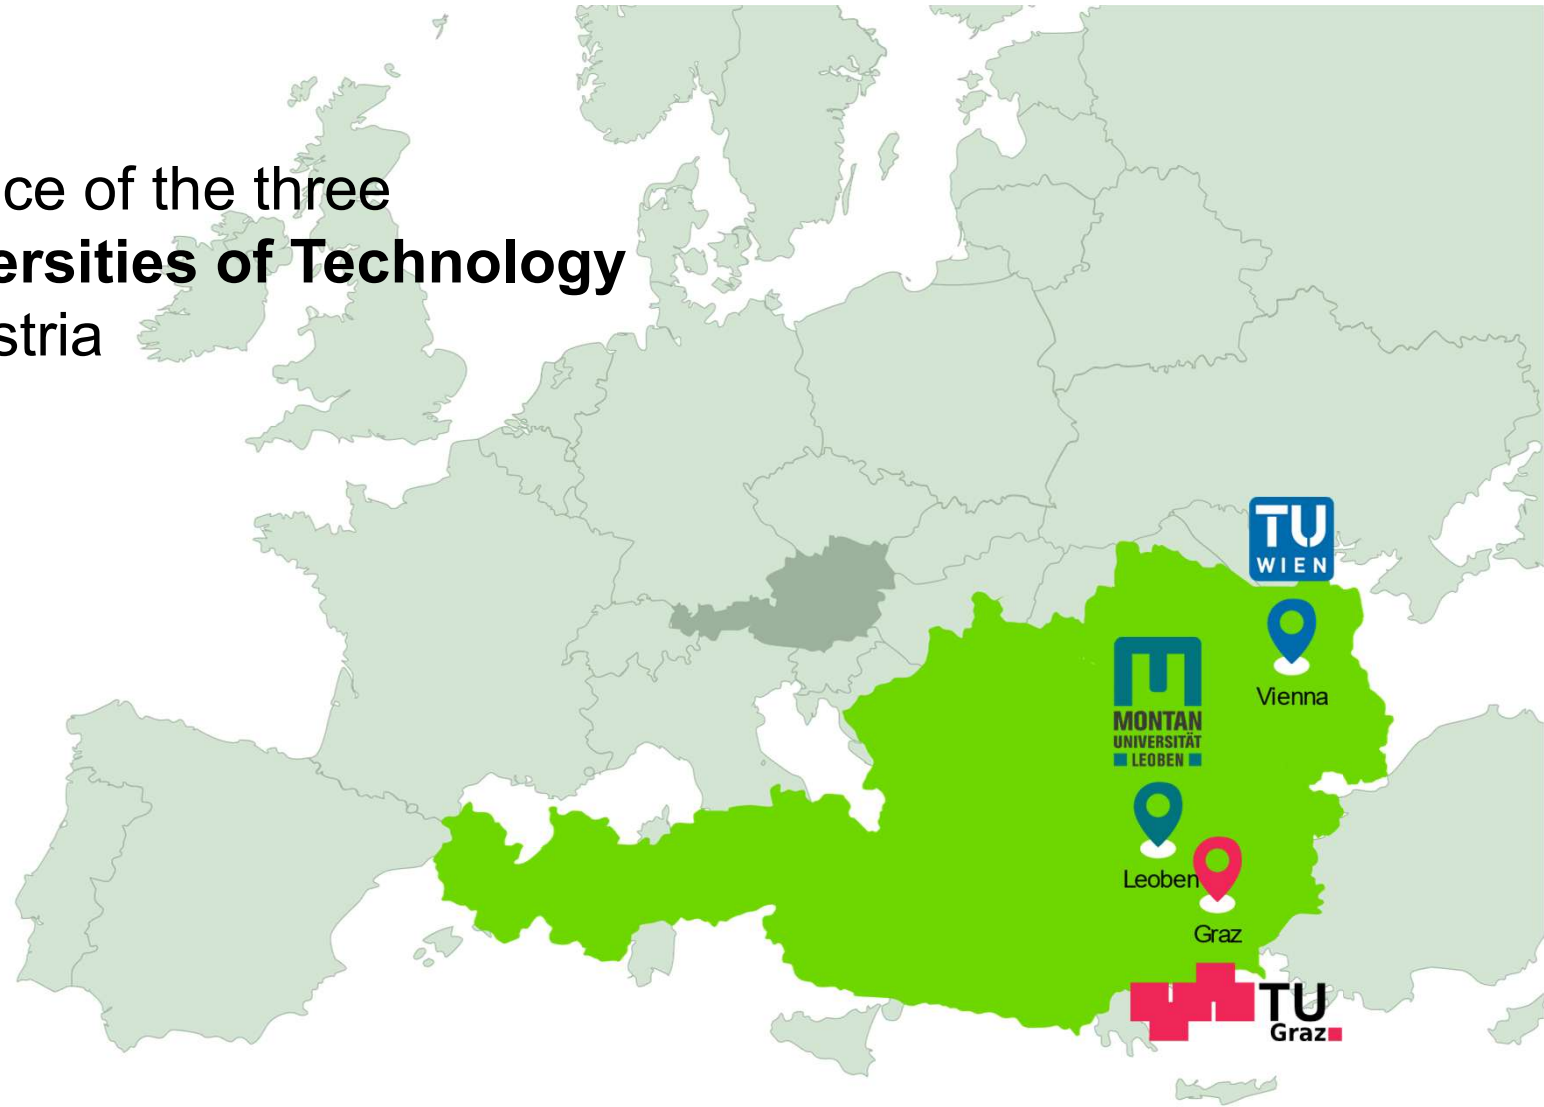 ce of the three
ersities of Technology
stria
TU
WIEN
Vienna
MONTAN
UNIVERSITÄT
LEOBEN
Leoben
Graz
TU
Graz